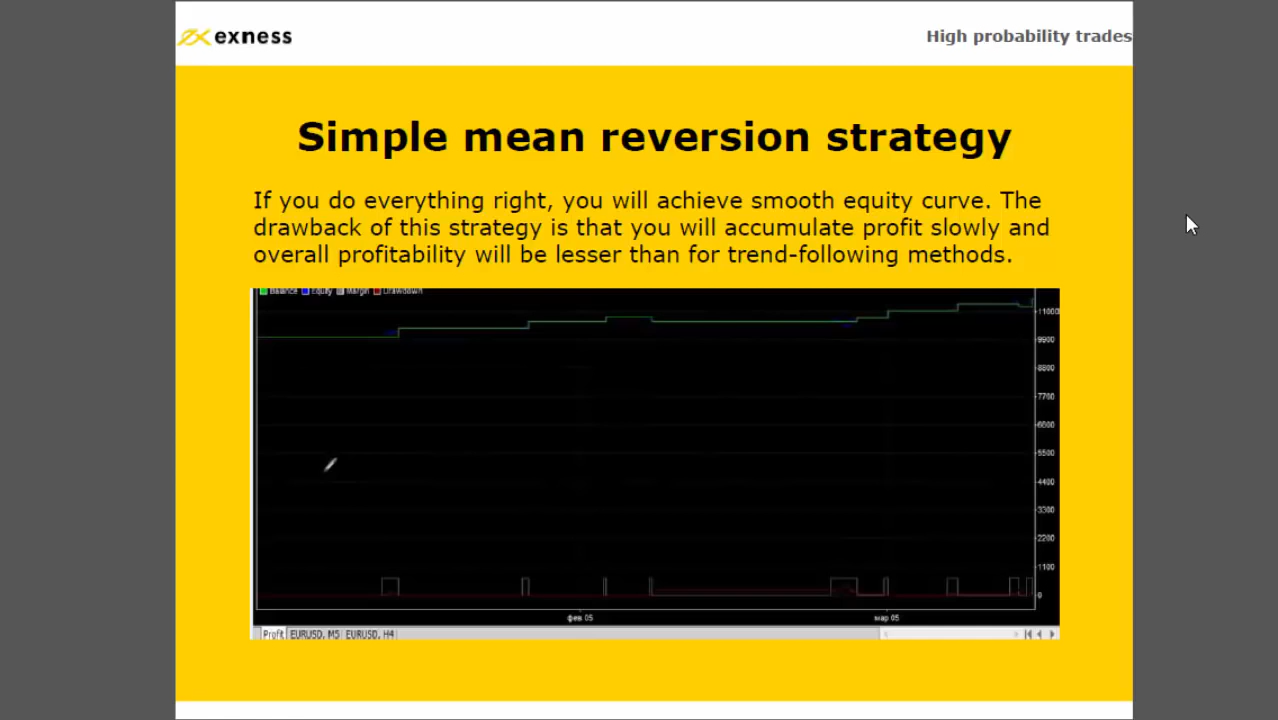 exness
High probability trades
Simple mean reversion strategy
If you do everything right, you will achieve smooth equity curve. The
drawback of this strategy is that you will accumulate profit slowly and
overall profitability will be lesser than for trend-following methods.
Balance Equity Margin Drawdown
11000
9900
8800
7700
6600
5500
4400
3300
2200
1100
0
фев 05 мар 05
Profit EURUSD, M5 EURUSD, H4